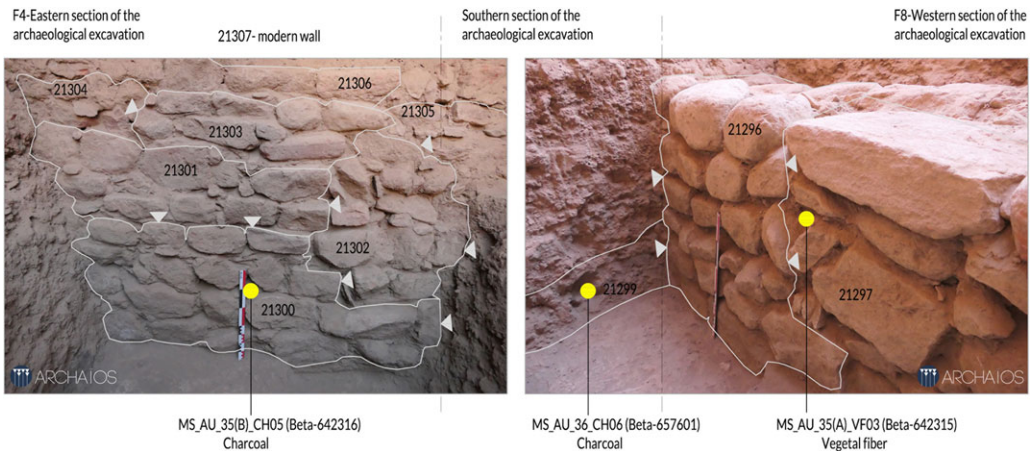 F4-Eastern section of the
archaeological excavation
21307- modern wall
Southern section of the
archaeological excavation
F8-Western section of the
archaeological excavation
21304
21306
21305
21303
21301
21302
21300
21296
21297
21299
ARCHAIOS
ARCHAIOS
MS_AU_35(B)_CH05 (Beta-642316)
Charcoal
MS_AU_36_CH06 (Beta-657601)
Charcoal
MS_AU_35(A)_VF03 (Beta-642315)
Vegetal fiber